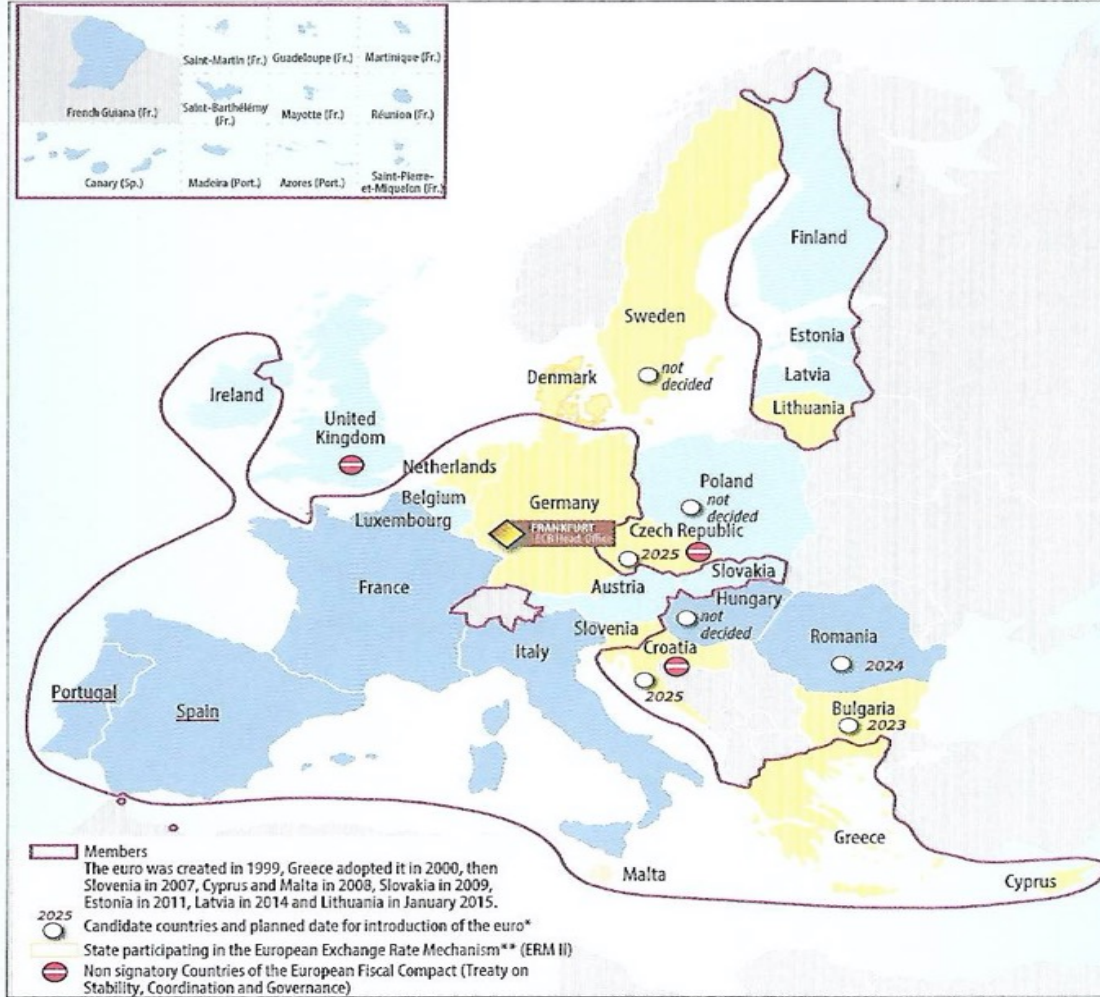 Saint-Martin (Fr.)
Guadeloupe (Fr.)
Martinique (Fr.)
French Guiana (Fr.)
Saint-Barthélémy
(Fr.)
Mayotte (Fr.)
Réunion (Fr.)
Canary (Sp.)
Madeira (Port.)
Azores (Port.)
Saint-Pierre-
et-Miquelon (Fr.)
Finland
Sweden
not
decided
Estonia
Latvia
Lithuania
Denmark
Ireland
United
Kingdom
Netherlands
Belgium
Luxembourg
Germany
FRANKFURT
ECB Head Office
Poland
not
decided
Czech Republic
2025
Slovakia
France
Austria
Hungary
not
decided
Slovenia
Croatia
2025
Italy
Romania
2024
Bulgaria
2023
Portugal
Spain
Greece
Malta
Cyprus
Members
The euro was created in 1999, Greece adopted it in 2000, then
Slovenia in 2007, Cyprus and Malta in 2008, Slovakia in 2009,
Estonia in 2011, Latvia in 2014 and Lithuania in January 2015.
2025
Candidate countries and planned date for introduction of the euro*
State participating in the European Exchange Rate Mechanism** (ERM II)
Non signatory Countries of the European Fiscal Compact (Treaty on
Stability, Coordination and Governance)